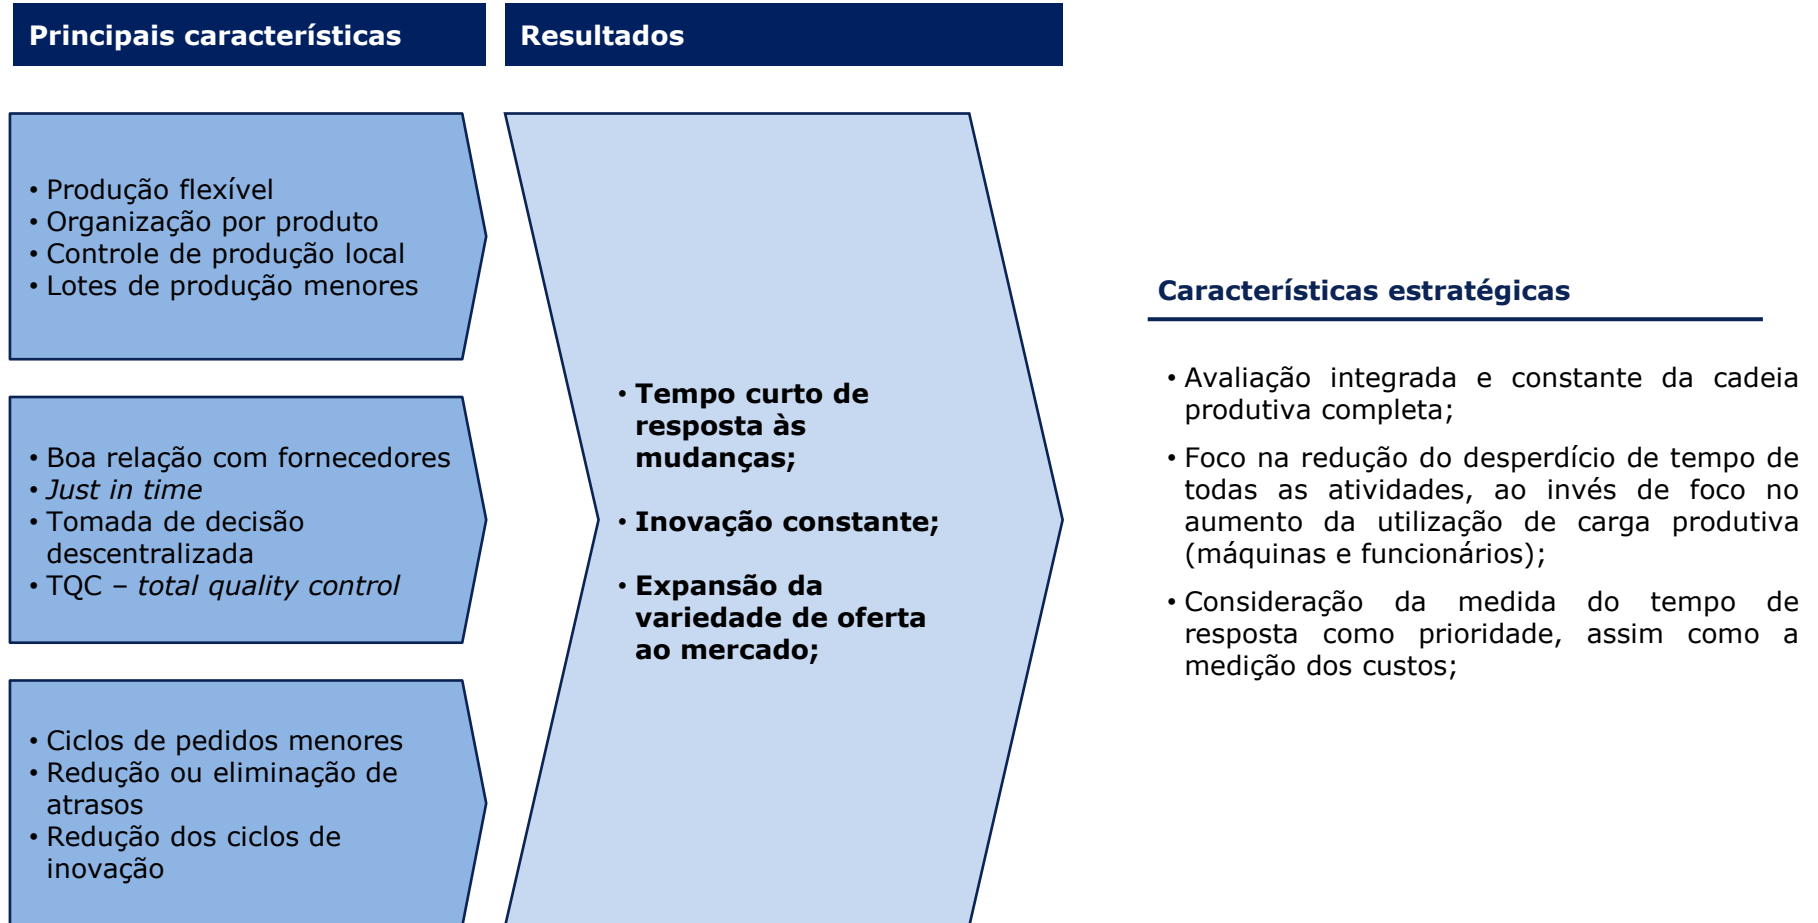 Principais características
Resultados
• Produção flexível
• Organização por produto
• Controle de produção local
• Lotes de produção menores
• Boa relação com fornecedores
• Just in time
• Tomada de decisão
descentralizada
• TQC – total quality control
• Ciclos de pedidos menores
• Redução ou eliminação de
atrasos
• Redução dos ciclos de
inovação
• Tempo curto de
resposta às
mudanças;
• Inovação constante;
• Expansão da
variedade de oferta
ao mercado;
Características estratégicas
• Avaliação integrada e constante da cadeia
produtiva completa;
• Foco na redução do desperdício de tempo de
todas as atividades, ao invés de foco no
aumento da utilização de carga produtiva
(máquinas e funcionários);
• Consideração da medida do tempo de
resposta como prioridade, assim como a
medição dos custos;